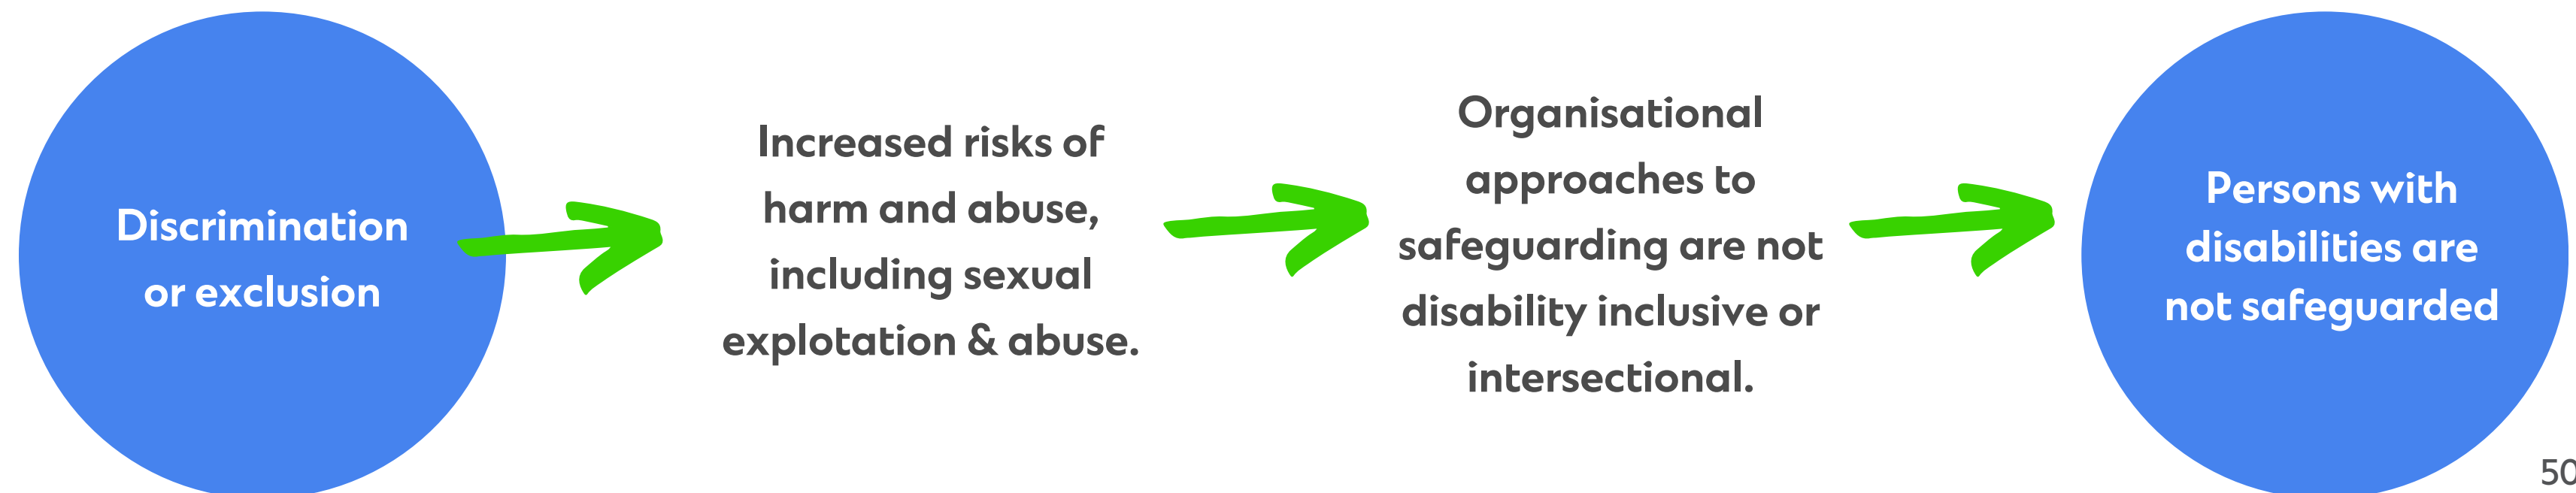 Discrimination
or exclusion
Increased risks of
harm and abuse,
including sexual
explotation & abuse.
Organisational
approaches to
safeguarding are not
disability inclusive or
intersectional.
Persons with
disabilities are
not safeguarded
50